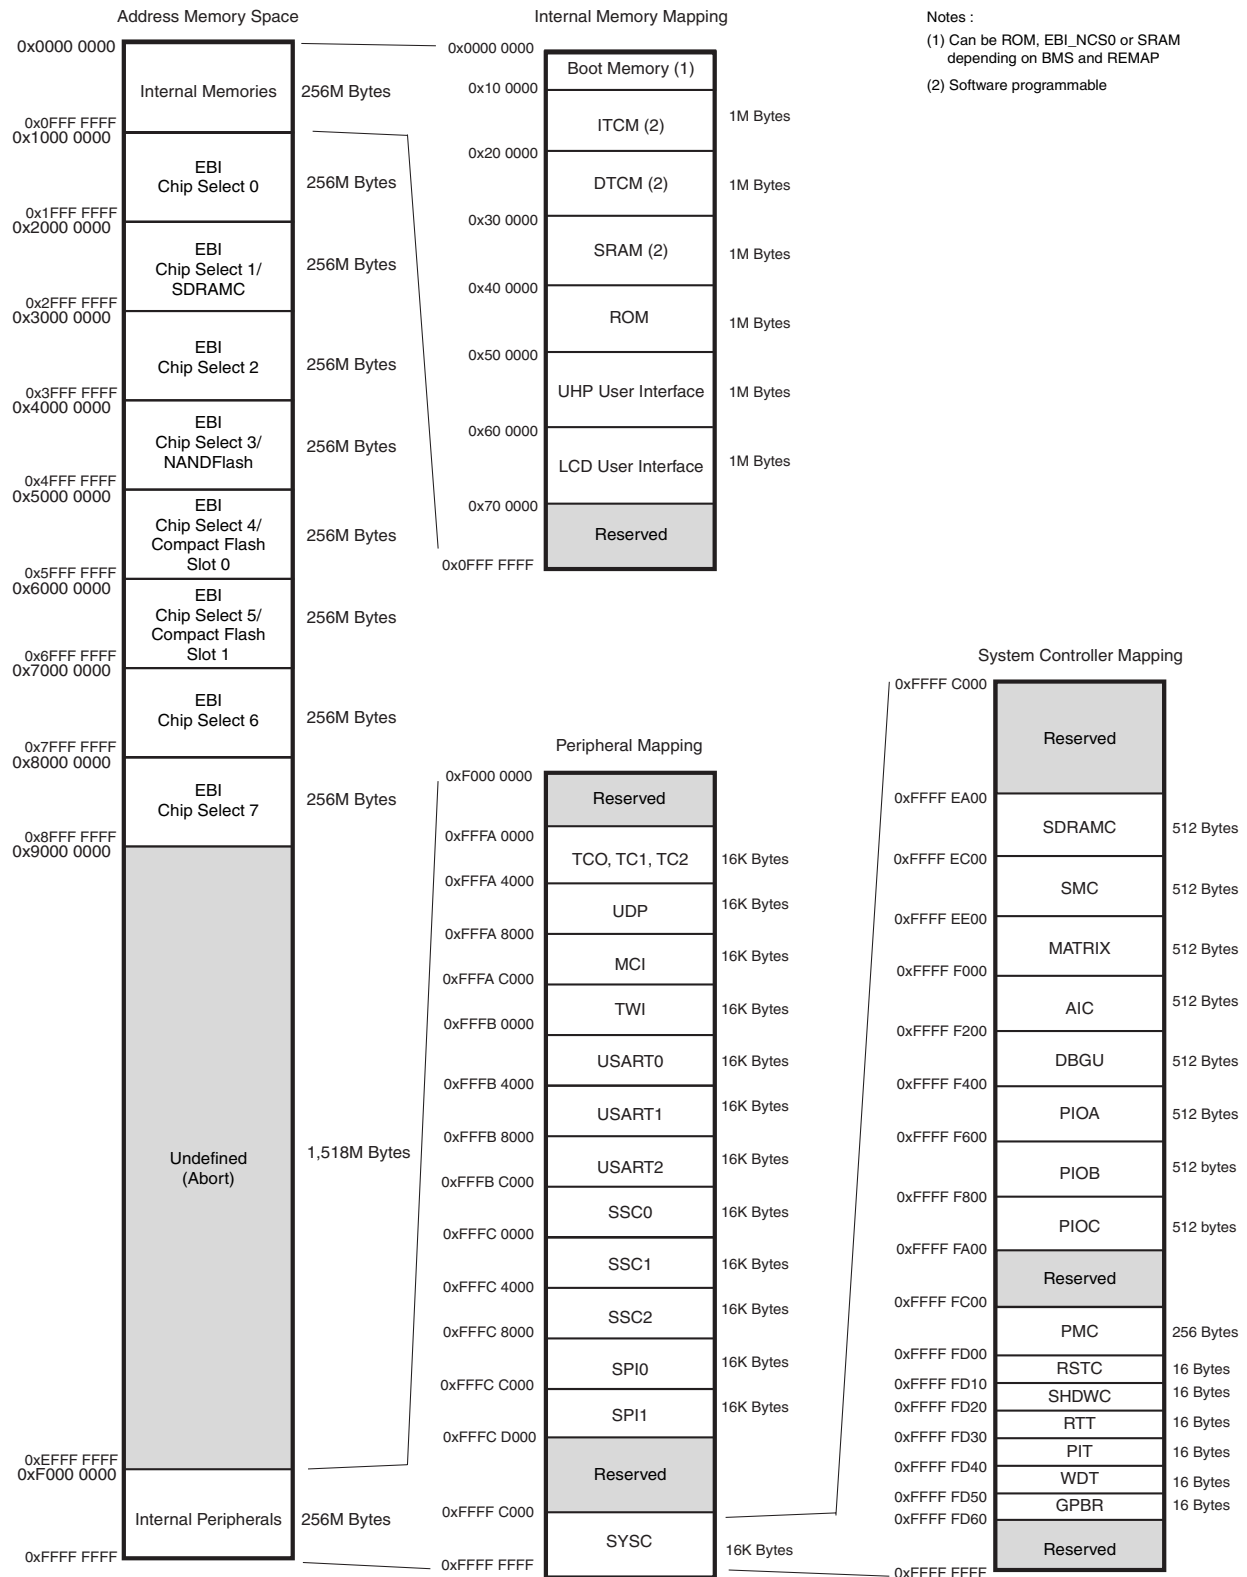 Address Memory Space
0x0000 0000
Internal Memories
256M Bytes
0x0FFF FFFF
0x1000 0000
EBI
Chip Select 0
256M Bytes
0x1FFF FFFF
0x2000 0000
EBI
Chip Select 1/
SDRAMC
256M Bytes
0x2FFF FFFF
0x3000 0000
EBI
Chip Select 2
256M Bytes
0x3FFF FFFF
0x4000 0000
EBI
Chip Select 3/
NANDFlash
256M Bytes
0x4FFF FFFF
0x5000 0000
EBI
Chip Select 4/
Compact Flash
Slot 0
256M Bytes
0x5FFF FFFF
0x6000 0000
EBI
Chip Select 5/
Compact Flash
Slot 1
256M Bytes
0x6FFF FFFF
0x7000 0000
EBI
Chip Select 6
256M Bytes
0x7FFF FFFF
0x8000 0000
EBI
Chip Select 7
256M Bytes
0x8FFF FFFF
0x9000 0000
Undefined
(Abort)
1,518M Bytes
0xEFFF FFFF
0xF000 0000
Internal Peripherals
256M Bytes
0xFFFF FFFF
Internal Memory Mapping
0x0000 0000
Boot Memory (1)
0x10 0000
ITCM (2)
1M Bytes
0x20 0000
DTCM (2)
1M Bytes
0x30 0000
SRAM (2)
1M Bytes
0x40 0000
ROM
1M Bytes
0x50 0000
UHP User Interface
1M Bytes
0x60 0000
LCD User Interface
1M Bytes
0x70 0000
Reserved
0x0FFF FFFF
Notes :
(1) Can be ROM, EBI_NCS0 or SRAM
depending on BMS and REMAP
(2) Software programmable
Peripheral Mapping
0xF000 0000
Reserved
0xFFFA 0000
TCO, TC1, TC2
16K Bytes
0xFFFA 4000
UDP
16K Bytes
0xFFFA 8000
MCI
16K Bytes
0xFFFA C000
TWI
16K Bytes
0xFFFB 0000
USART0
16K Bytes
0xFFFB 4000
USART1
16K Bytes
0xFFFB 8000
USART2
16K Bytes
0xFFFB C000
SSC0
16K Bytes
0xFFFC 0000
SSC1
16K Bytes
0xFFFC 4000
SSC2
16K Bytes
0xFFFC 8000
SPI0
16K Bytes
0xFFFC C000
SPI1
16K Bytes
0xFFFC D000
Reserved
0xFFFF C000
SYSC
16K Bytes
0xFFFF FFFF
System Controller Mapping
0xFFFF C000
Reserved
0xFFFF EA00
SDRAMC
512 Bytes
0xFFFF EC00
SMC
512 Bytes
0xFFFF EE00
MATRIX
512 Bytes
0xFFFF F000
AIC
512 Bytes
0xFFFF F200
DBGU
512 Bytes
0xFFFF F400
PIOA
512 Bytes
0xFFFF F600
PIOB
512 bytes
0xFFFF F800
PIOC
512 bytes
0xFFFF FA00
Reserved
0xFFFF FC00
PMC
256 Bytes
0xFFFF FD00
RSTC
16 Bytes
0xFFFF FD10
SHDWC
16 Bytes
0xFFFF FD20
RTT
16 Bytes
0xFFFF FD30
PIT
16 Bytes
0xFFFF FD40
WDT
16 Bytes
0xFFFF FD50
GPBR
16 Bytes
0xFFFF FD60
Reserved
0xFFFF FFFF